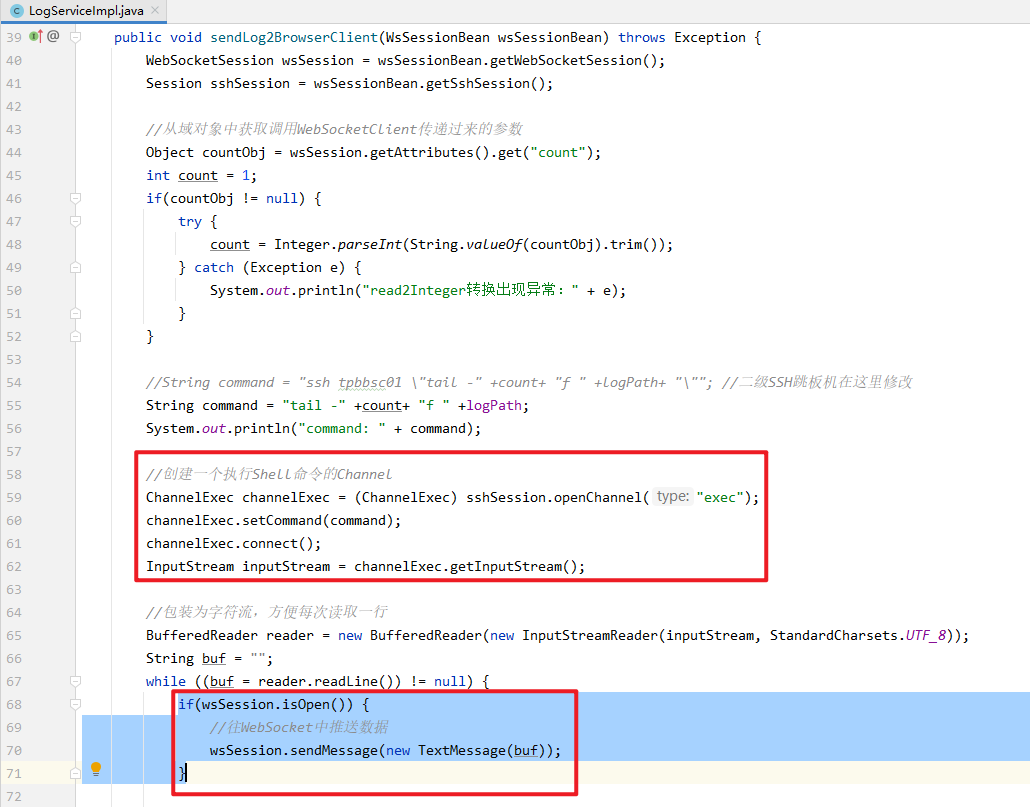 LogServiceImpl.java
39 @ public void sendLog2BrowserClient(WsSessionBean wsSessionBean) throws Exception {
40 WebSocketSession wsSession = wsSessionBean.getWebSocketSession();
41 Session sshSession = wsSessionBean.getSshSession();
42
43 //从域对象中获取调用WebSocketClient传递过来的参数
44 Object countObj = wsSession.getAttributes().get("count");
45 int count = 1;
46 if(countObj != null) {
47 try {
48 count = Integer.parseInt(String.valueOf(countObj).trim());
49 } catch (Exception e) {
50 System.out.println("read2Integer转换出现异常：" + e);
51 }
52 }
53
54 //String command = "ssh tpbbsc01 \"tail -" +count+ "f " +logPath+ "\""; //二级SSH跳板机在这里修改
55 String command = "tail -" +count+ "f " +logPath;
56 System.out.println("command: " + command);
57
58 //创建一个执行Shell命令的Channel
59 ChannelExec channelExec = (ChannelExec) sshSession.openChannel( type: "exec");
60 channelExec.setCommand(command);
61 channelExec.connect();
62 InputStream inputStream = channelExec.getInputStream();
63
64 //包装为字符流，方便每次读取一行
65 BufferedReader reader = new BufferedReader(new InputStreamReader(inputStream, StandardCharsets.UTF_8));
66 String buf = "";
67 while ((buf = reader.readLine()) != null) {
68 if(wsSession.isOpen()) {
69 //往WebSocket中推送数据
70 wsSession.sendMessage(new TextMessage(buf));
71 }
72